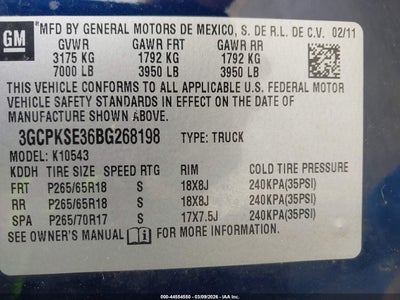 GM
MFD BY GENERAL MOTORS DE MEXICO, S. DE R.L. DE C.V. 02/11
GVWR GAWR FRT GAWR RR
3175 KG 1792 KG 1792 KG
7000 LB 3950 LB 3950 LB
THIS VEHICLE CONFORMS TO ALL APPLICABLE U.S. FEDERAL MOTOR
VEHICLE SAFETY STANDARDS IN EFFECT ON THE DATE OF
MANUFACTURE SHOWN ABOVE.
3GCPKSE36BG268198 TYPE: TRUCK
MODEL: K10543
KDDH TIRE SIZE SPEED RTG RIM COLD TIRE PRESSURE
FRT P265/65R18 S 18X8J 240KPA(35PSI)
RR P265/65R18 S 18X8J 240KPA(35PSI)
SPA P265/70R17 S 17X7.5J 240KPA(35PSI)
SEE OWNER'S MANUAL FOR MORE INFORMATION.
000-44554550 - 03/09/2026 - IAAI.com